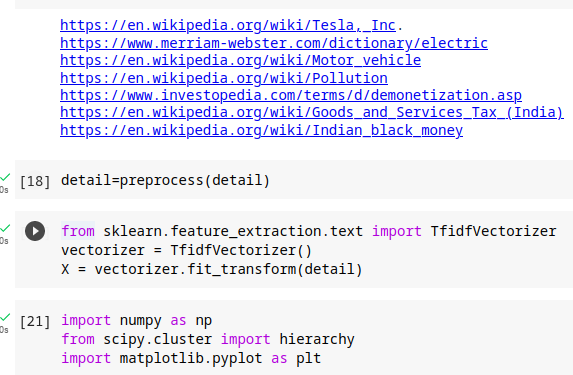 https://en.wikipedia.org/wiki/Tesla,_Inc.
https://www.merriam-webster.com/dictionary/electric
https://en.wikipedia.org/wiki/Motor_vehicle
https://en.wikipedia.org/wiki/Pollution
https://www.investopedia.com/terms/d/demonetization.asp
https://en.wikipedia.org/wiki/Goods_and_Services_Tax_(India)
https://en.wikipedia.org/wiki/Indian_black_money
0s [18] detail=preprocess(detail)
0s from sklearn.feature_extraction.text import TfidfVectorizer
vectorizer = TfidfVectorizer()
X = vectorizer.fit_transform(detail)
0s [21] import numpy as np
from scipy.cluster import hierarchy
import matplotlib.pyplot as plt